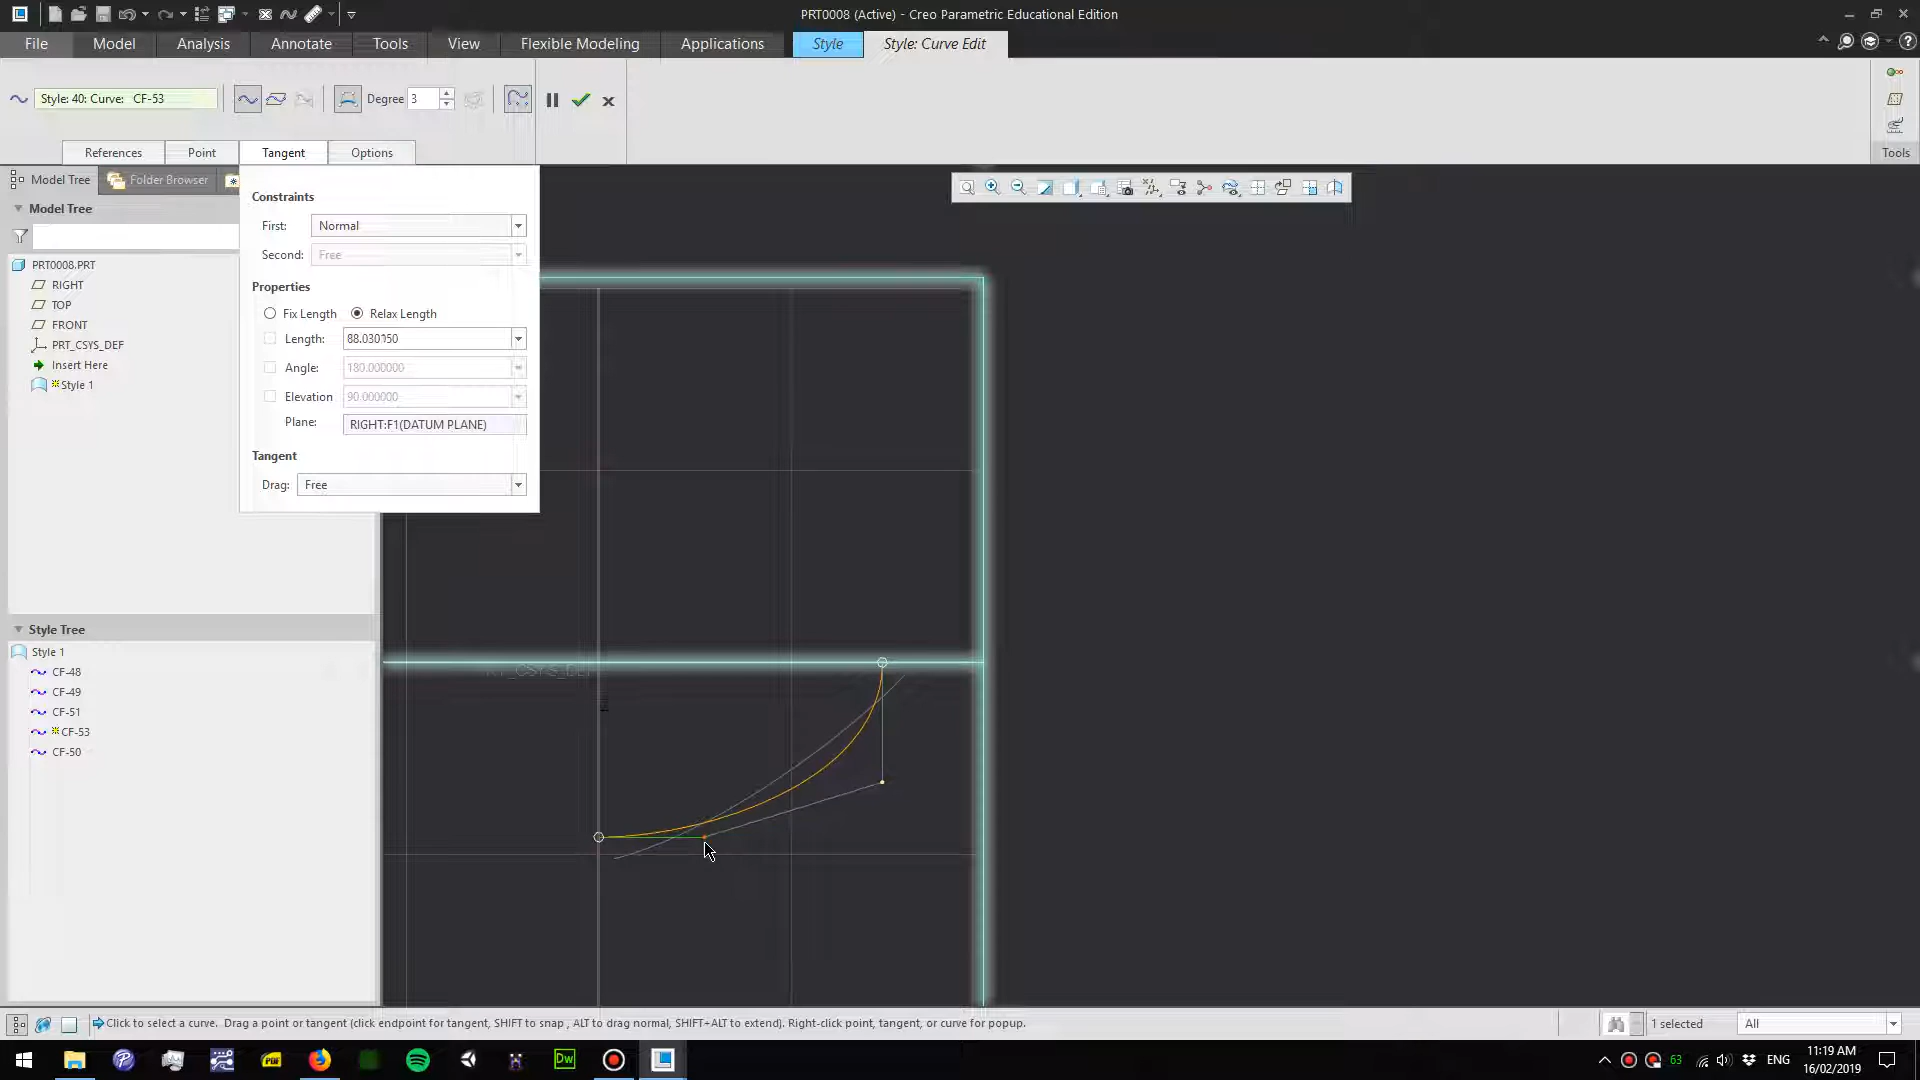 PRT0008 (Active) - Creo Parametric Educational Edition
File Model Analysis Annotate Tools View Flexible Modeling Applications Style Style: Curve Edit
Style: 40: Curve: CF-53
Degree 3
References Point Tangent Options
Tools
Model Tree Folder Browser
Model Tree
PRT0008.PRT
RIGHT
TOP
FRONT
PRT_CSYS_DEF
Insert Here
Style 1
Constraints
First: Normal
Second: Free
Properties
Fix Length Relax Length
Length: 88.030150
Angle: 180.000000
Elevation 90.000000
Plane: RIGHT:F1(DATUM PLANE)
Tangent
Drag: Free
Style Tree
Style 1
CF-48
CF-49
CF-51
CF-53
CF-50
Click to select a curve. Drag a point or tangent (click endpoint for tangent, SHIFT to snap , ALT to drag normal, SHIFT+ALT to extend). Right-click point, tangent, or curve for popup.
1 selected
All
Dw
63
ENG
11:19 AM
16/02/2019